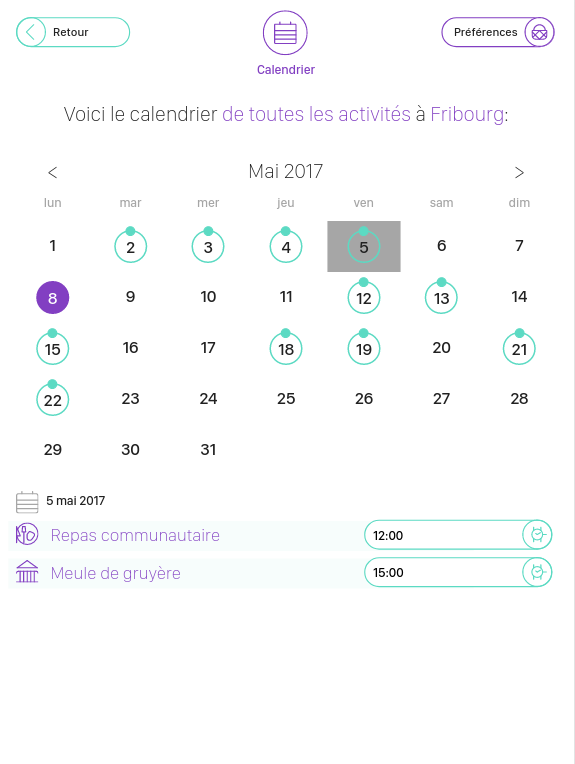 Retour
Préférences
Calendrier
Voici le calendrier de toutes les activités à Fribourg:
< Mai 2017 >
lun mar mer jeu ven sam dim
1 2 3 4 5 6 7
8 9 10 11 12 13 14
15 16 17 18 19 20 21
22 23 24 25 26 27 28
29 30 31
5 mai 2017
Repas communautaire 12:00
Meule de gruyère 15:00